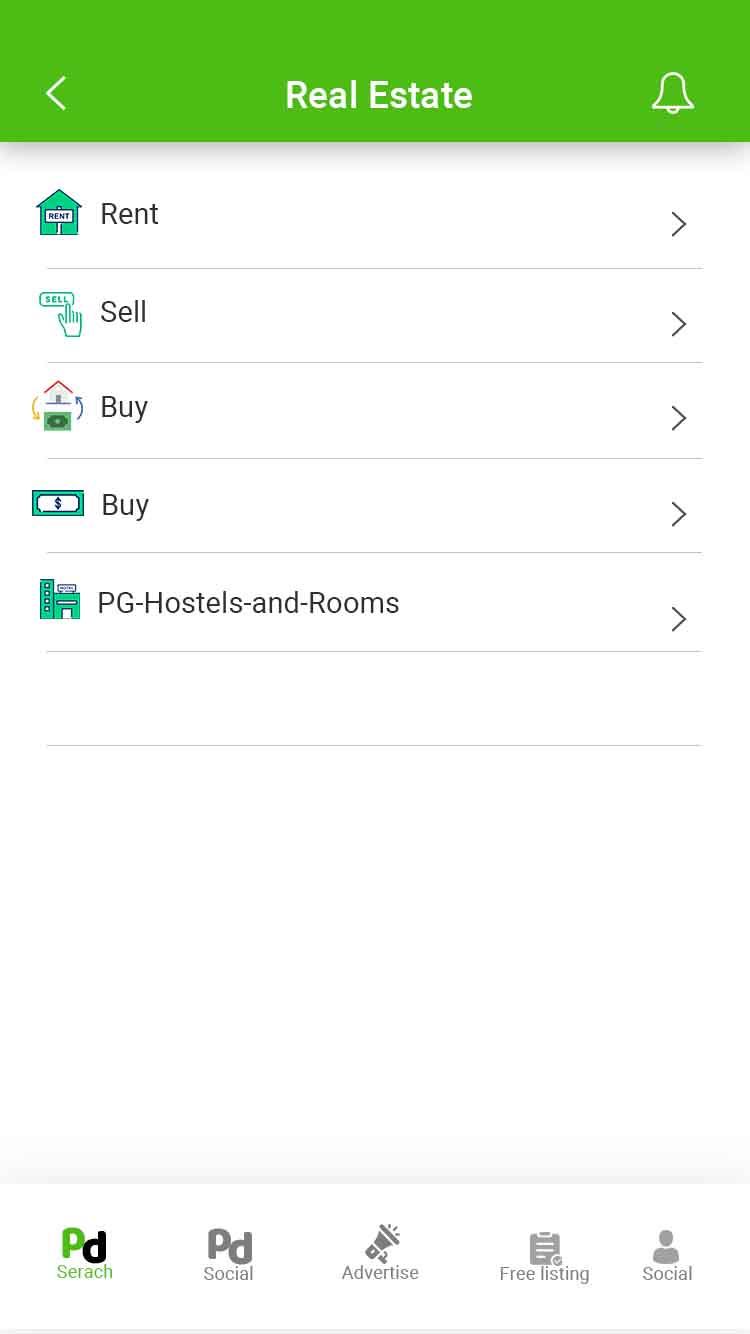 Real Estate
RENT
Rent
SELL
Sell
Buy
$
Buy
HOTEL
PG-Hostels-and-Rooms
Pd
Serach
Pd
Social
Advertise
Free listing
Social